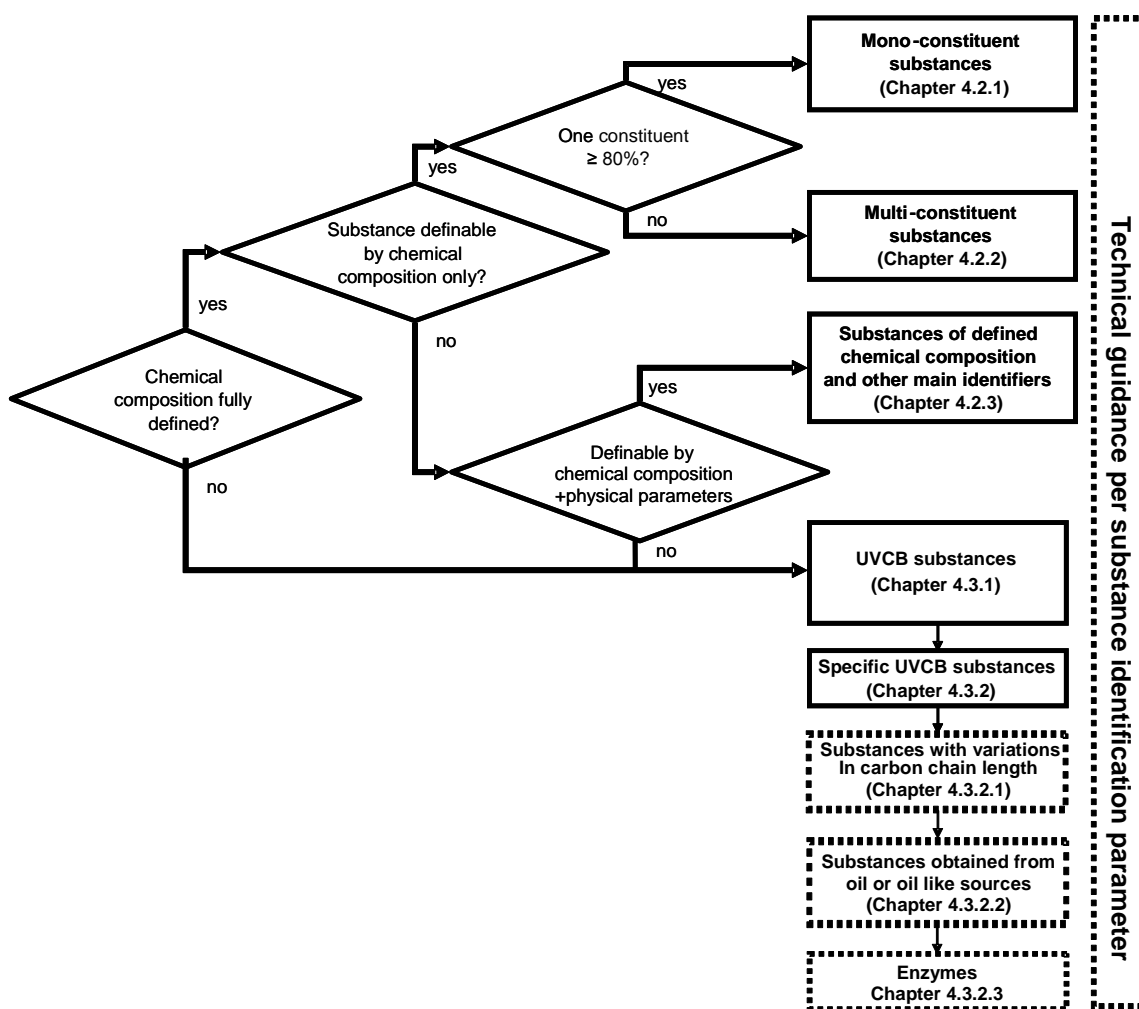 Mono-constituent
substances
(Chapter 4.2.1)
yes
One constituent
≥ 80%?
yes
no
Multi-constituent
substances
(Chapter 4.2.2)
Substance definable
by chemical
composition only?
yes
no
Substances of defined
chemical composition
and other main identifiers
(Chapter 4.2.3)
Chemical
composition fully
defined?
yes
Definable by
chemical composition
+physical parameters
no
no
UVCB substances
(Chapter 4.3.1)
Specific UVCB substances
(Chapter 4.3.2)
Substances with variations
In carbon chain length
(Chapter 4.3.2.1)
Substances obtained from
oil or oil like sources
(Chapter 4.3.2.2)
Enzymes
Chapter 4.3.2.3
Technical guidance per substance identification parameter